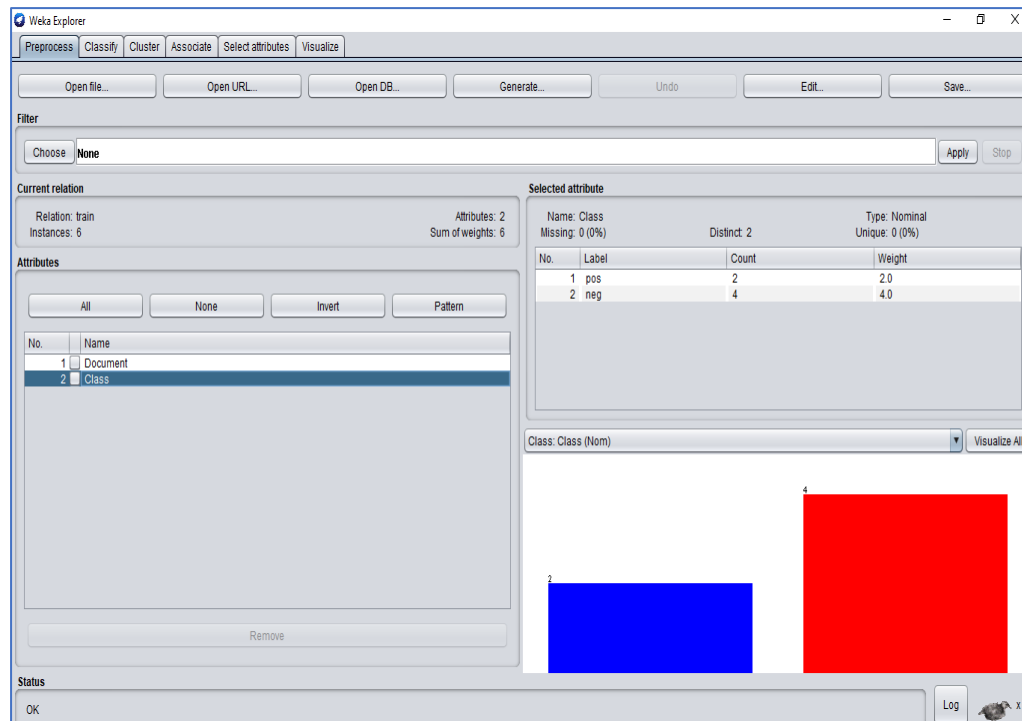 Weka Explorer
Preprocess Classify Cluster Associate Select attributes Visualize
Open file... Open URL... Open DB... Generate... Undo Edit... Save...
Filter
Choose None Apply Stop
Current relation
Relation: train Attributes: 2
Instances: 6 Sum of weights: 6
Attributes
All None Invert Pattern
No. Name
1 Document
2 Class
Remove
Selected attribute
Name: Class Type: Nominal
Missing: 0 (0%) Distinct: 2 Unique: 0 (0%)
No. Label Count Weight
1 pos 2 2.0
2 neg 4 4.0
Class: Class (Nom) Visualize All
4
2
Status
OK Log x